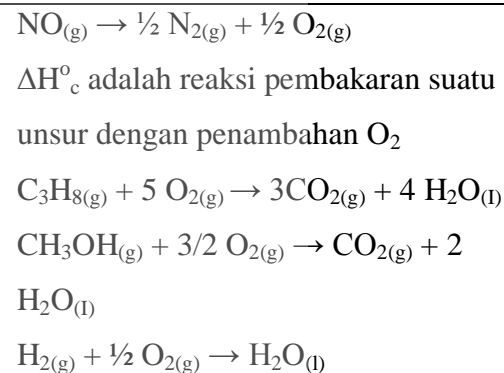 NO(g) → ½ N2(g) + ½ O2(g)
ΔHºc adalah reaksi pembakaran suatu
unsur dengan penambahan O2
C3H8(g) + 5 O2(g) → 3CO2(g) + 4 H2O(I)
CH3OH(g) + 3/2 O2(g) → CO2(g) + 2
H2O(I)
H2(g) + ½ O2(g) → H2O(l)